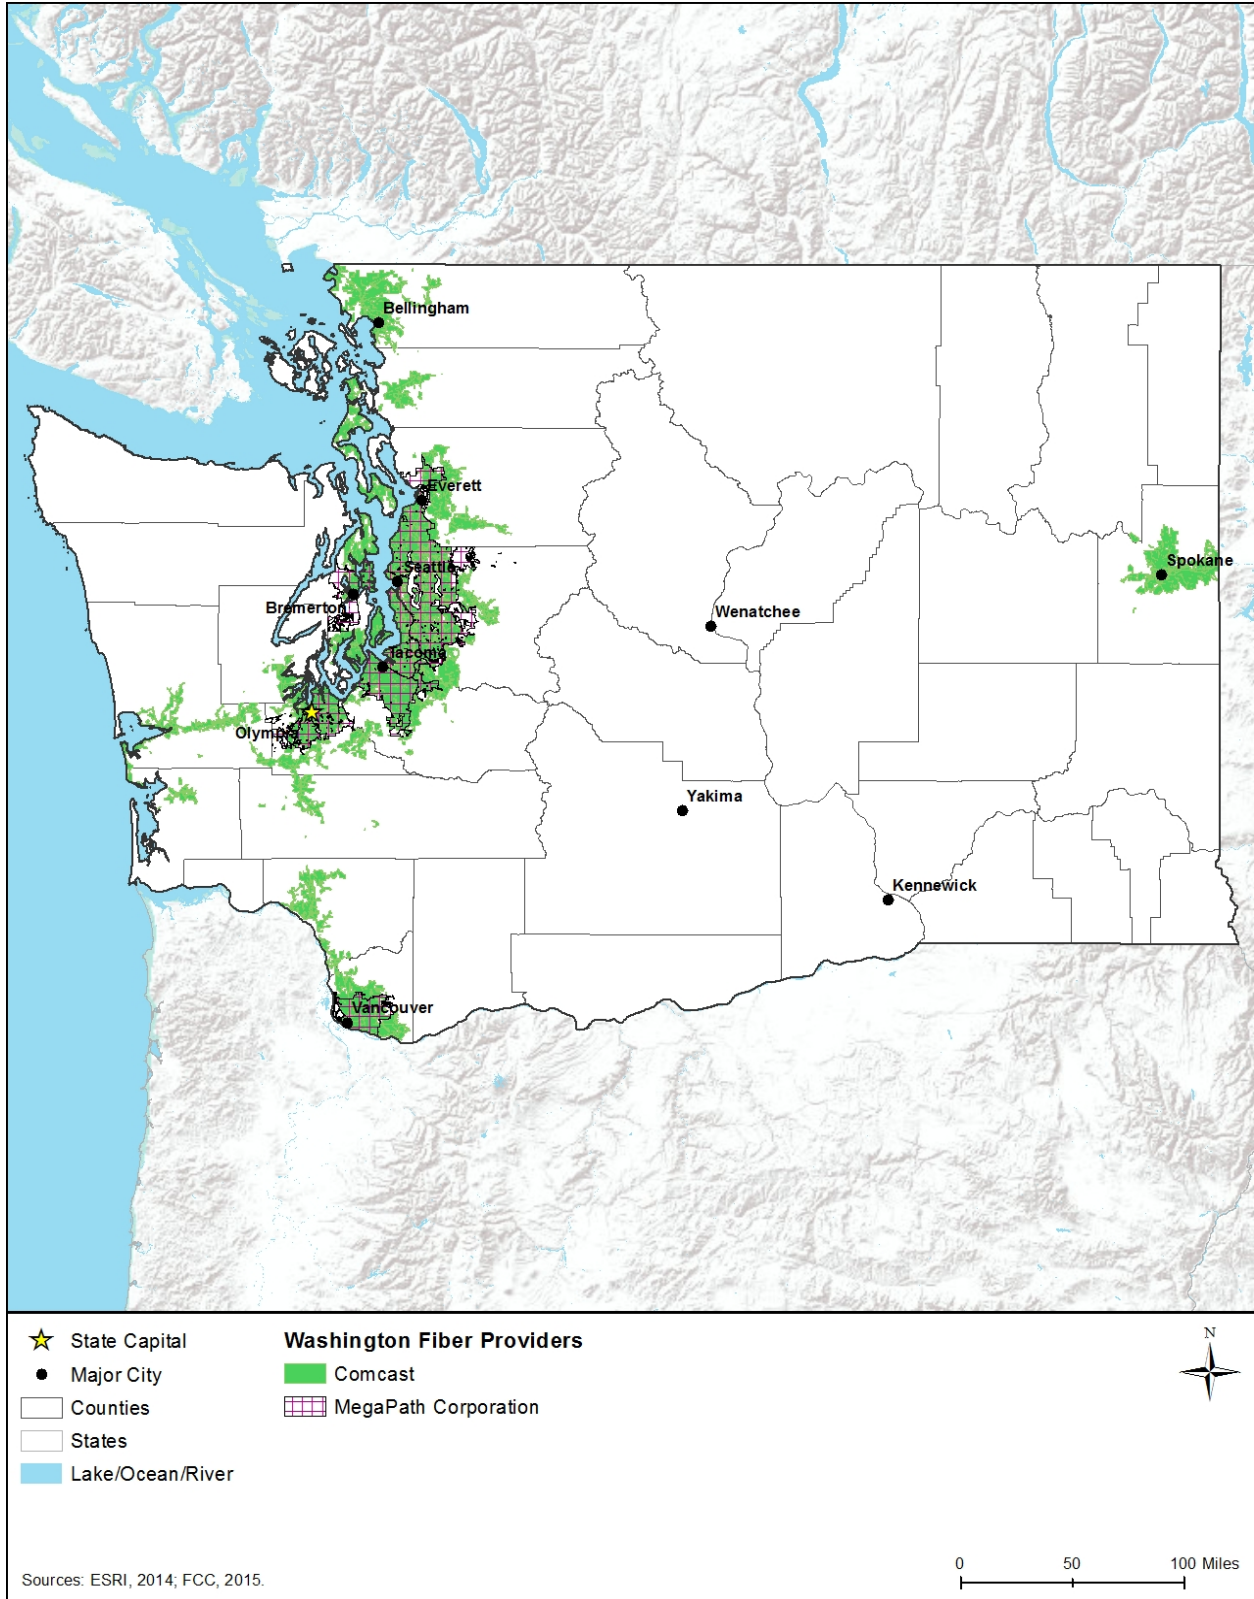 Bellingham
Everett
Seattle
Spokane
Bremerton
Wenatchee
Tacoma
Olympia
Yakima
Kennewick
Vancouver
State Capital
Major City
Counties
States
Lake/Ocean/River
Washington Fiber Providers
Comcast
MegaPath Corporation
N
Sources: ESRI, 2014; FCC, 2015.
0 50 100 Miles